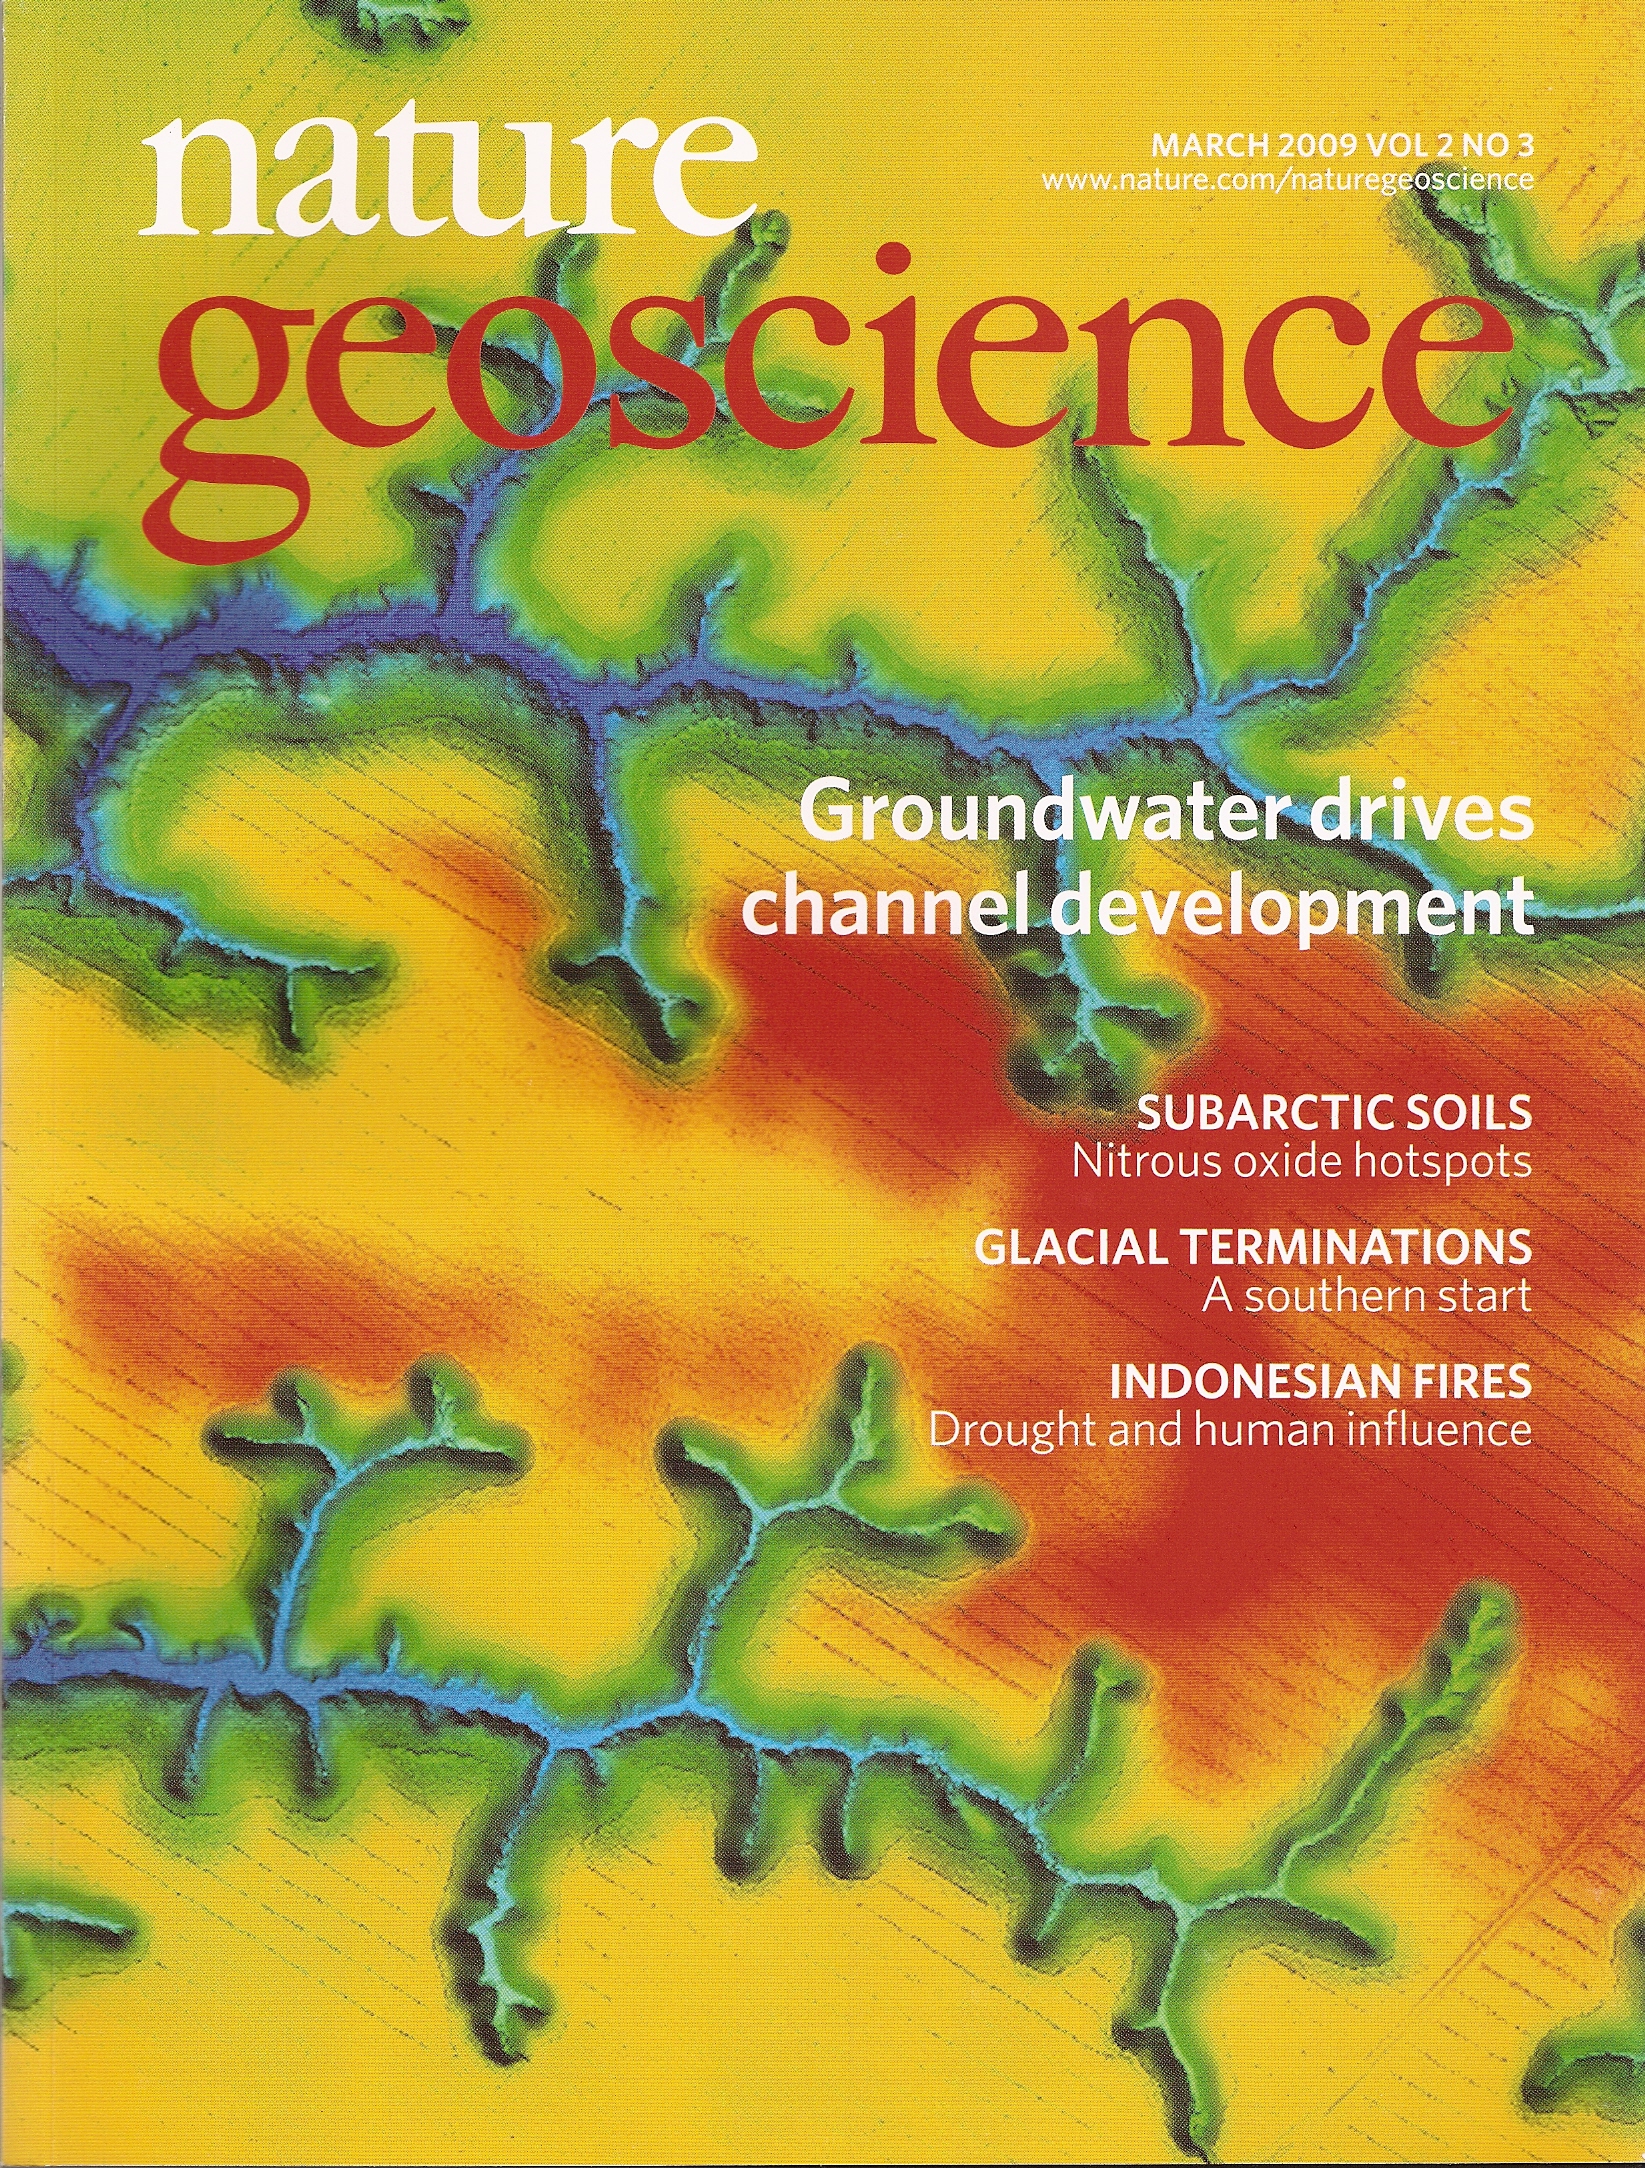 nature
MARCH 2009 VOL 2 NO 3
www.nature.com/naturegeoscience
geoscience
Groundwater drives
channel development
SUBARCTIC SOILS
Nitrous oxide hotspots
GLACIAL TERMINATIONS
A southern start
INDONESIAN FIRES
Drought and human influence